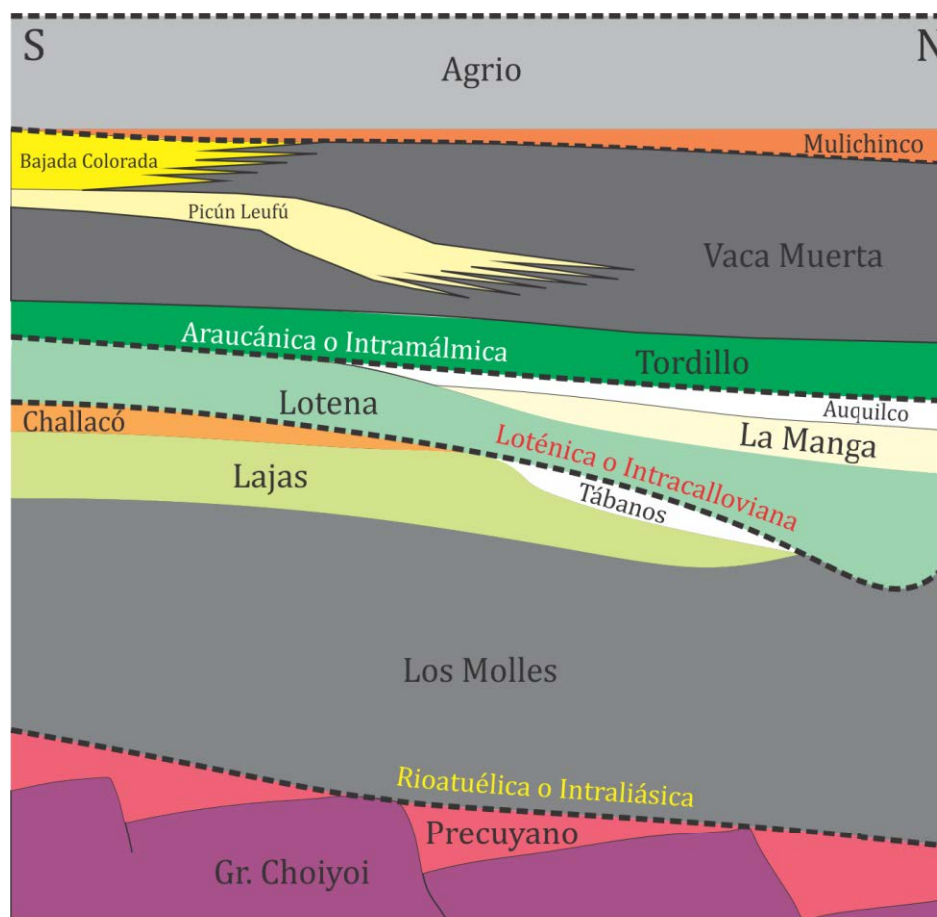 S
N
Agrio
Mulichinco
Bajada Colorada
Picún Leufú
Vaca Muerta
Araucánica o Intramálmica
Tordillo
Auquilco
Lotena
La Manga
Challacó
Loténica o Intracalloviana
Lajas
Tábanos
Los Molles
Rioatuélica o Intraliásica
Precuyano
Gr. Choiyoi